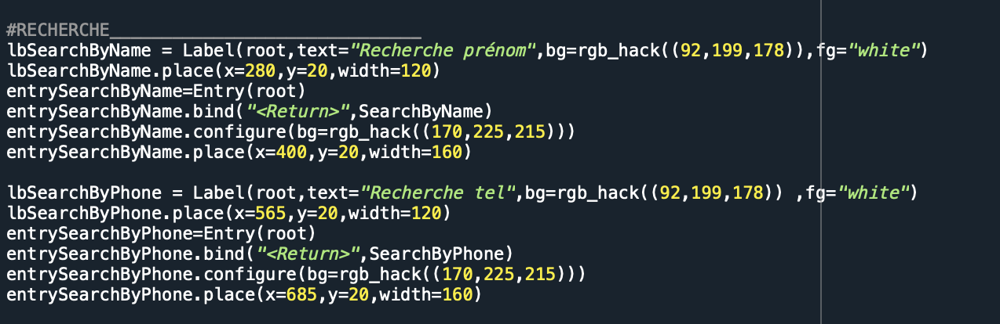 #RECHERCHE______________________________
lbSearchByName = Label(root,text="Recherche prénom",bg=rgb_hack((92,199,178)),fg="white")
lbSearchByName.place(x=280,y=20,width=120)
entrySearchByName=Entry(root)
entrySearchByName.bind("<Return>",SearchByName)
entrySearchByName.configure(bg=rgb_hack((170,225,215)))
entrySearchByName.place(x=400,y=20,width=160)
lbSearchByPhone = Label(root,text="Recherche tel",bg=rgb_hack((92,199,178)) ,fg="white")
lbSearchByPhone.place(x=565,y=20,width=120)
entrySearchByPhone=Entry(root)
entrySearchByPhone.bind("<Return>",SearchByPhone)
entrySearchByPhone.configure(bg=rgb_hack((170,225,215)))
entrySearchByPhone.place(x=685,y=20,width=160)